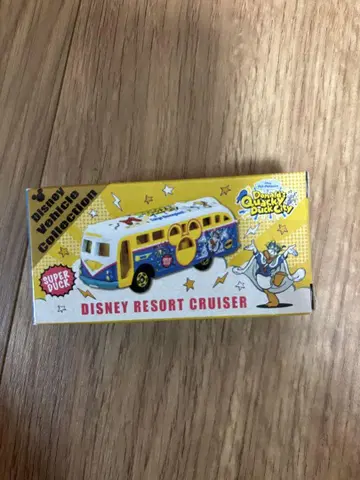 Disney
Vehicle
Collection
Donald's
Quacky
Duck City
SUPER
DUCK
DISNEY RESORT CRUISER